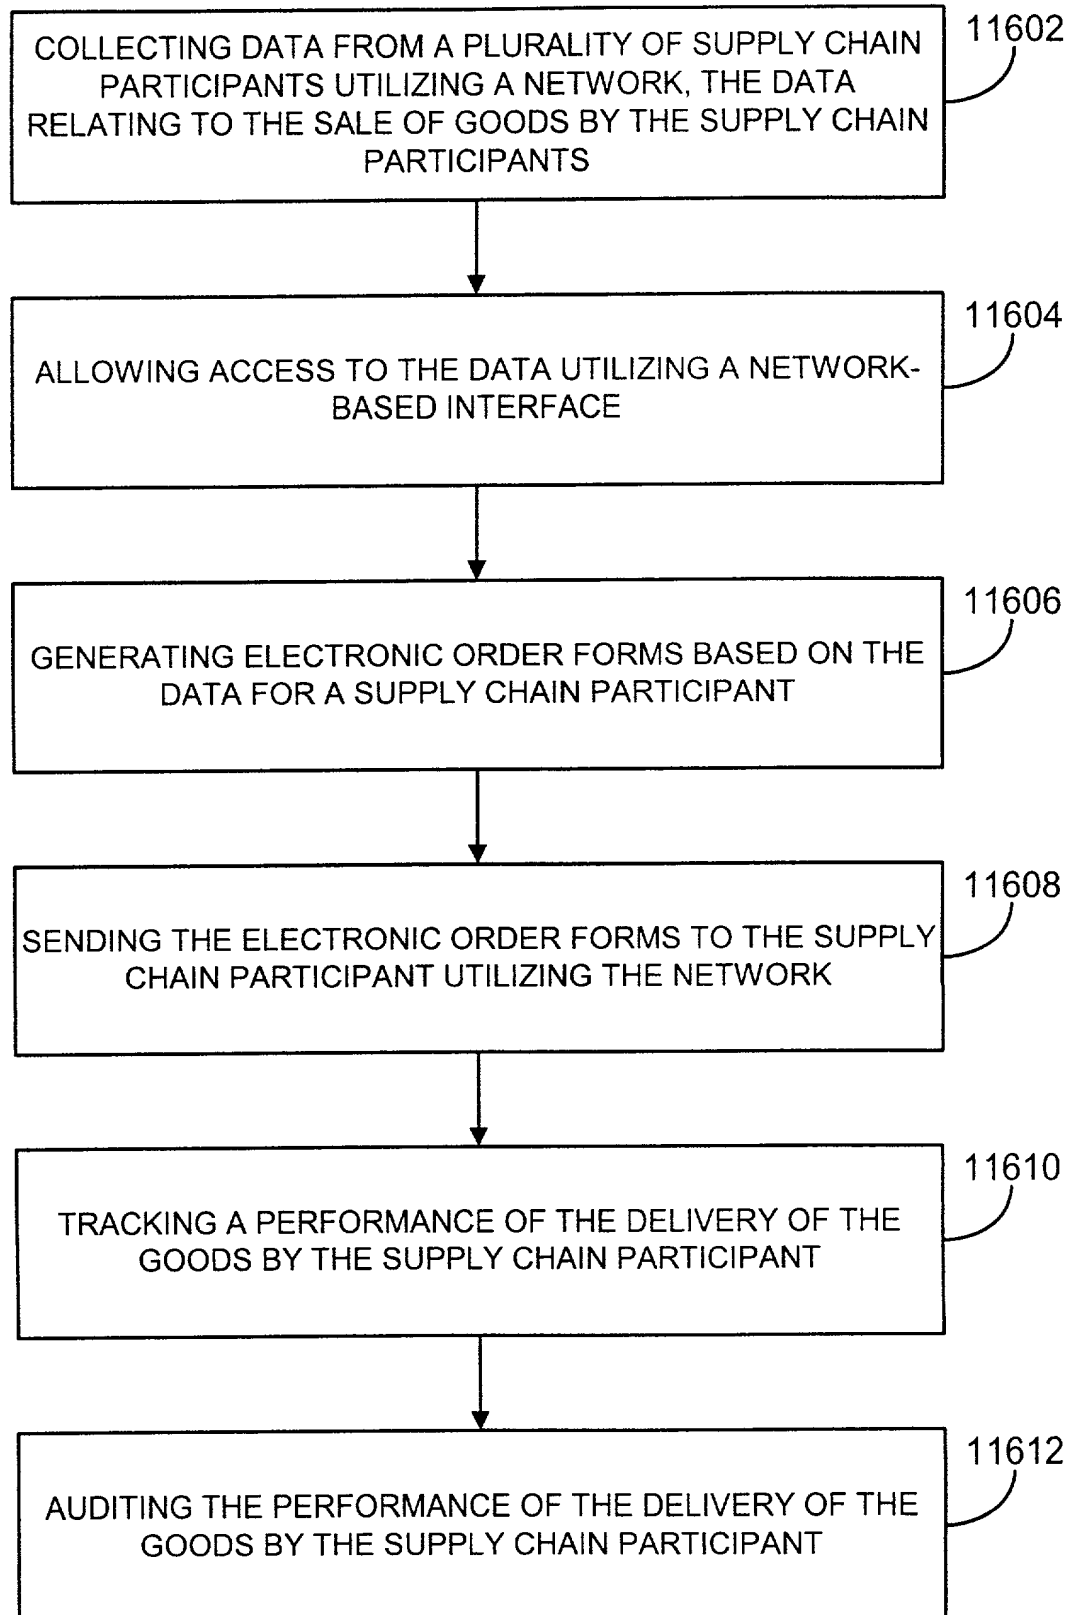 COLLECTING DATA FROM A PLURALITY OF SUPPLY CHAIN
PARTICIPANTS UTILIZING A NETWORK, THE DATA
RELATING TO THE SALE OF GOODS BY THE SUPPLY CHAIN
PARTICIPANTS
11602
ALLOWING ACCESS TO THE DATA UTILIZING A NETWORK-
BASED INTERFACE
11604
GENERATING ELECTRONIC ORDER FORMS BASED ON THE
DATA FOR A SUPPLY CHAIN PARTICIPANT
11606
SENDING THE ELECTRONIC ORDER FORMS TO THE SUPPLY
CHAIN PARTICIPANT UTILIZING THE NETWORK
11608
TRACKING A PERFORMANCE OF THE DELIVERY OF THE
GOODS BY THE SUPPLY CHAIN PARTICIPANT
11610
AUDITING THE PERFORMANCE OF THE DELIVERY OF THE
GOODS BY THE SUPPLY CHAIN PARTICIPANT
11612